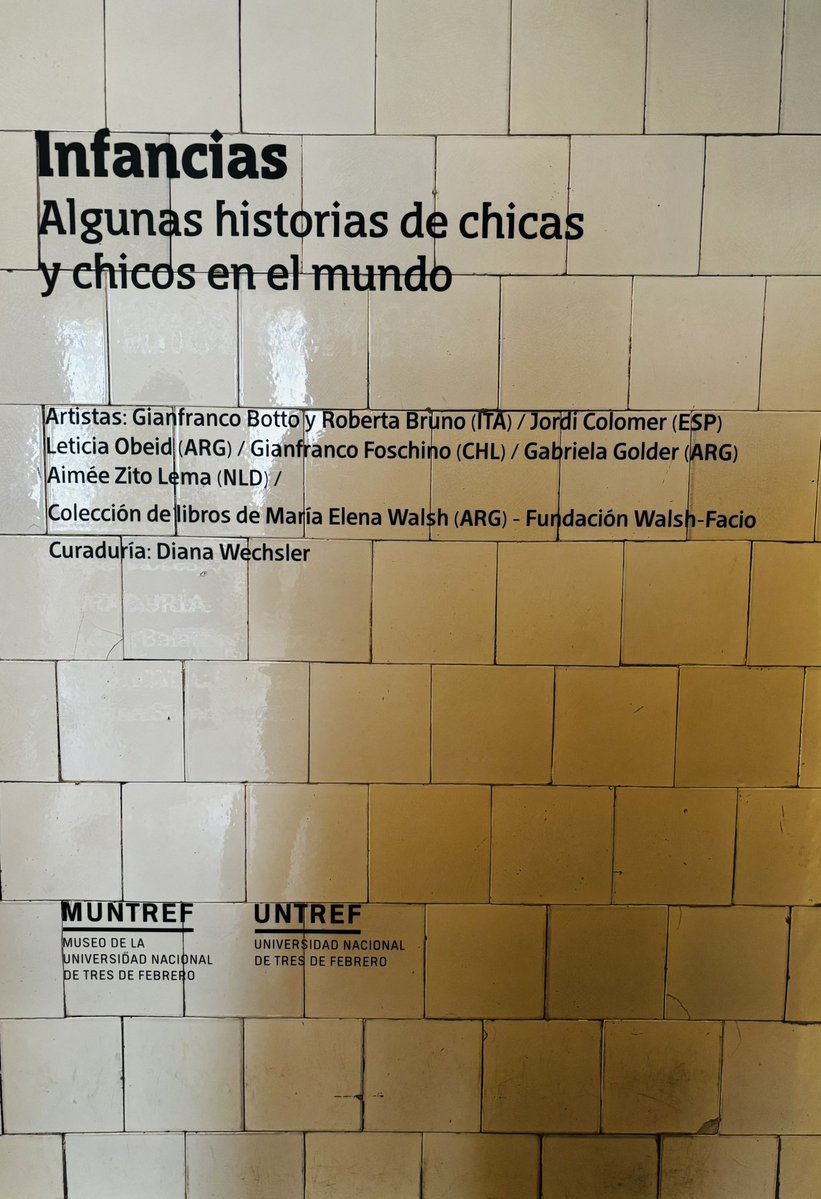 Infancias
Algunas historias de chicas
y chicos en el mundo
Artistas: Gianfranco Botto y Roberta Bruno (ITA) / Jordi Colomer (ESP)
Leticia Obeid (ARG) / Gianfranco Foschino (CHL) / Gabriela Golder (ARG)
Aimée Zito Lema (NLD) /
Colección de libros de María Elena Walsh (ARG) - Fundación Walsh-Facio
Curaduría: Diana Wechsler
MUNTREF
MUSEO DE LA
UNIVERSIDAD NACIONAL
DE TRES DE FEBRERO
UNTREF
UNIVERSIDAD NACIONAL
DE TRES DE FEBRERO